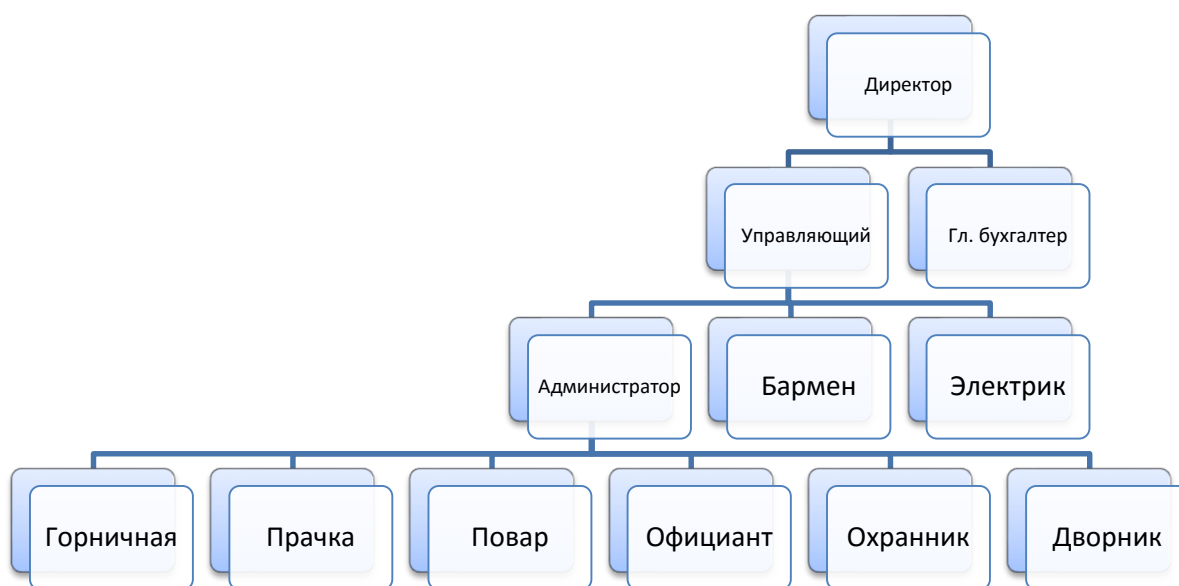 Директор
Управляющий
Гл. бухгалтер
Администратор
Бармен
Электрик
Горничная
Прачка
Повар
Официант
Охранник
Дворник